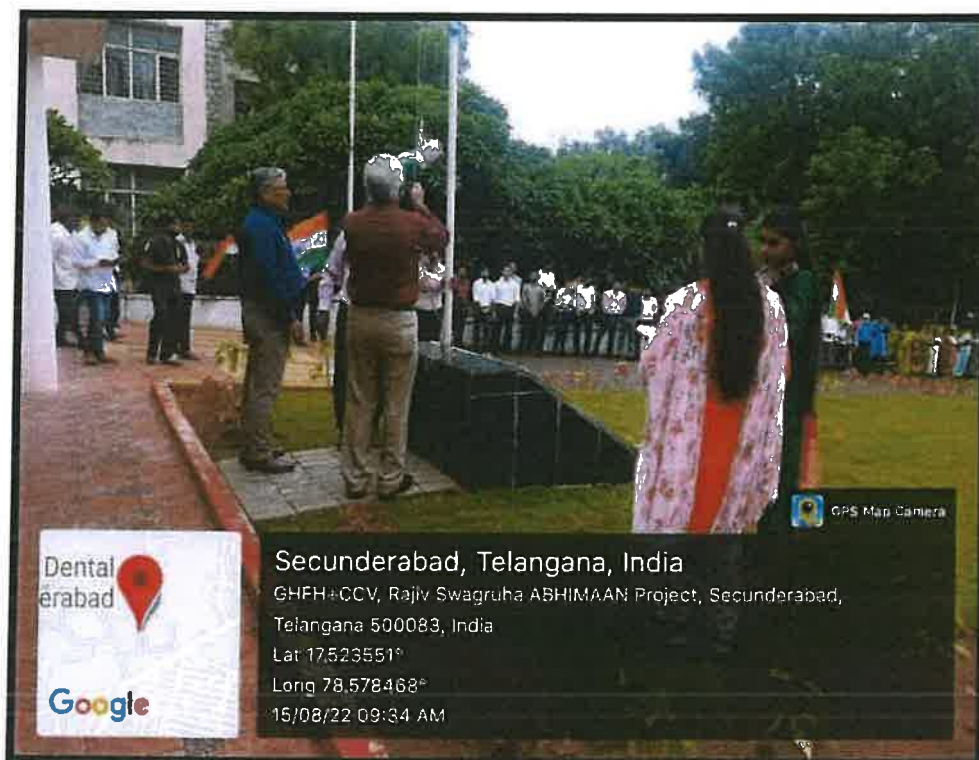 GPS Map Camera
Dental
erabad
Google
Secunderabad, Telangana, India
GHFH+CCV, Rajiv Swagruha ABHIMAAN Project, Secunderabad,
Telangana 500083, India
Lat 17.523551°
Long 78.578468°
15/08/22 09:34 AM